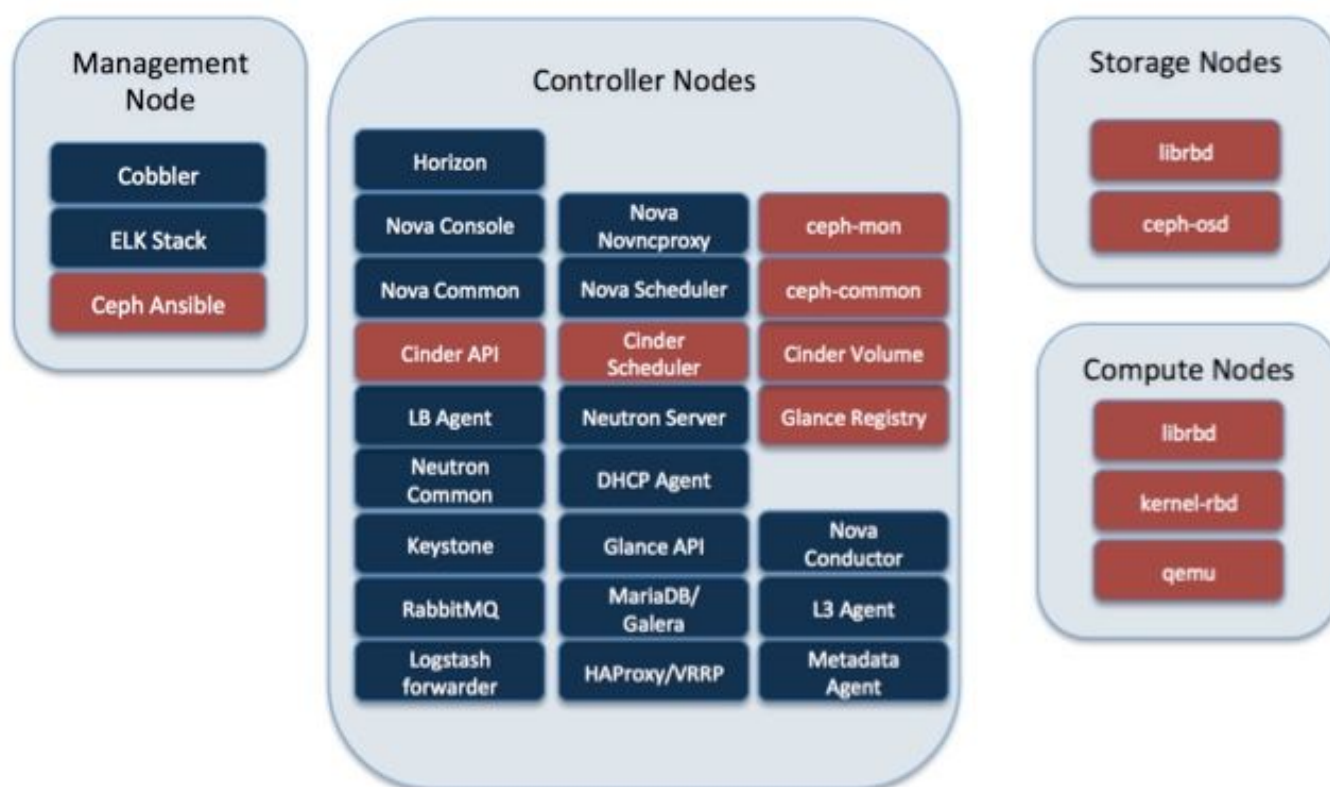 Management
Node
Cobbler
ELK Stack
Ceph Ansible
Controller Nodes
Horizon
Nova Console
Nova
Novncproxy
ceph-mon
Nova Common
Nova Scheduler
ceph-common
Cinder API
Cinder
Scheduler
Cinder Volume
LB Agent
Neutron Server
Glance Registry
Neutron
Common
DHCP Agent
Keystone
Glance API
Nova
Conductor
RabbitMQ
MariaDB/
Galera
L3 Agent
Logstash
forwarder
HAProxy/VRRP
Metadata
Agent
Storage Nodes
librbd
ceph-osd
Compute Nodes
librbd
kernel-rbd
qemu